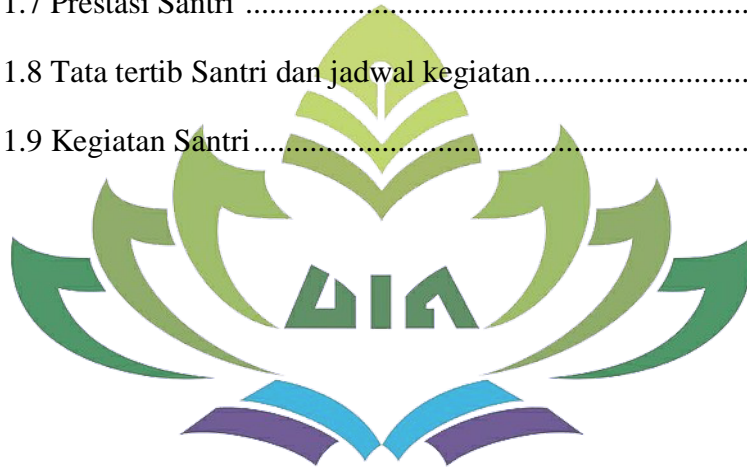 1.7 Prestasi Santri ................................................................
1.8 Tata tertib Santri dan jadwal kegiatan............................
1.9 Kegiatan Santri................................................................
UIN